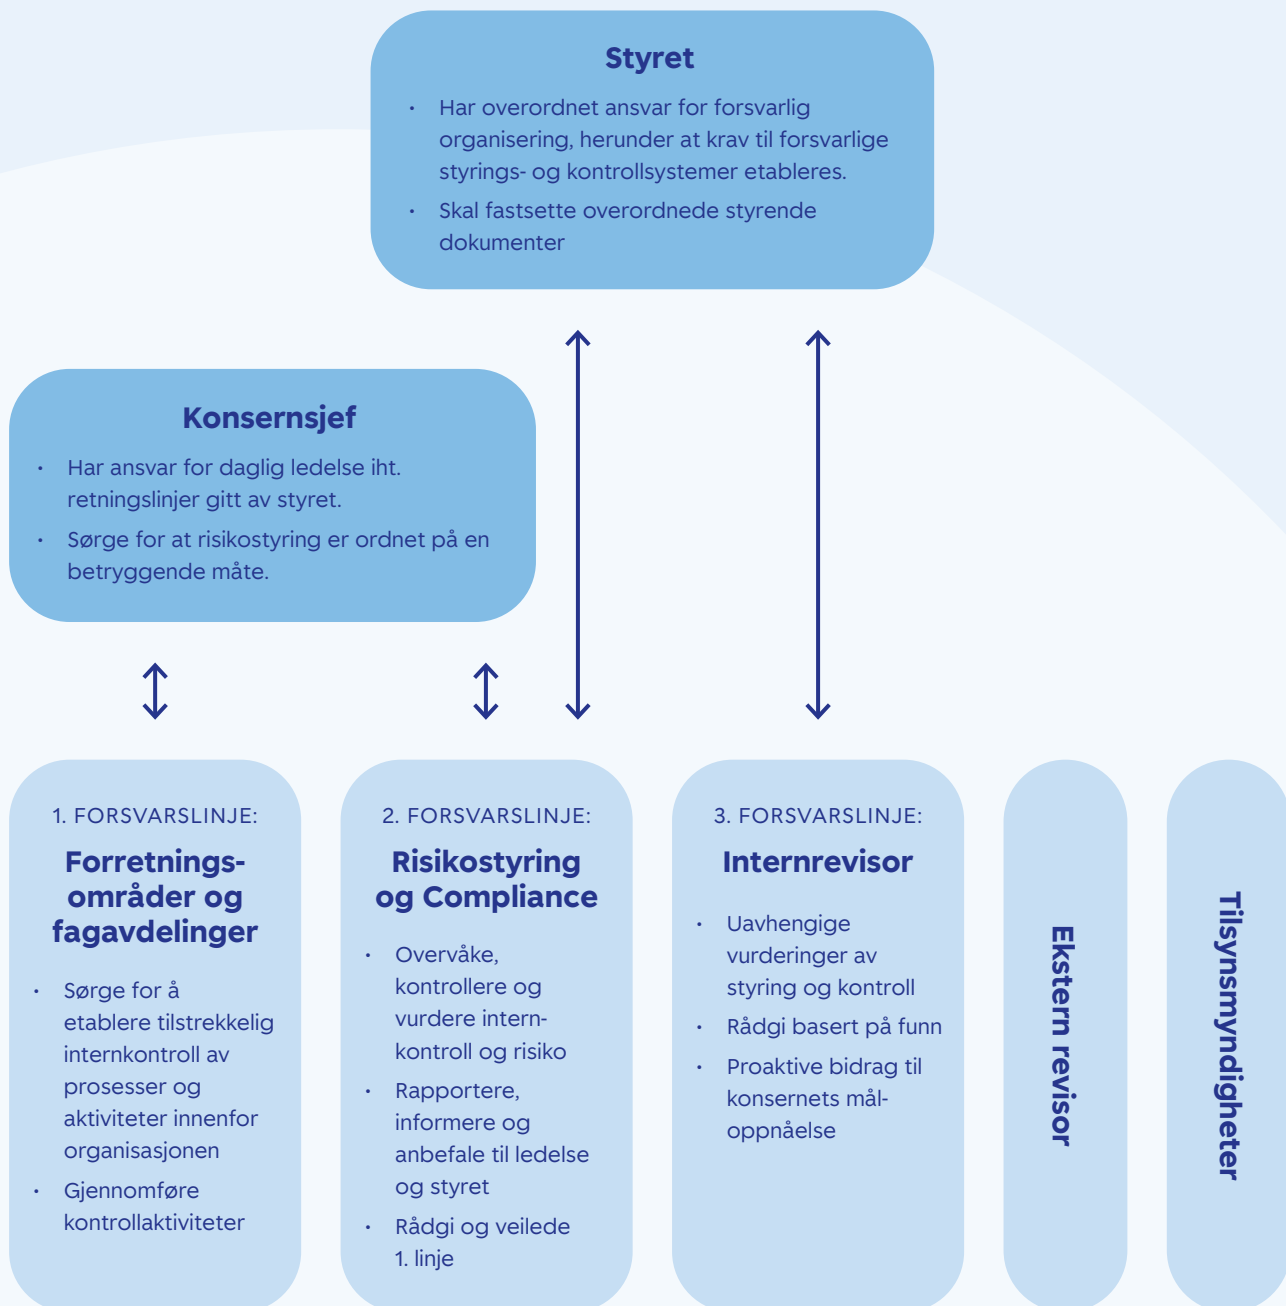 Styret
• Har overordnet ansvar for forsvarlig
organisering, herunder at krav til forsvarlige
styrings- og kontrollsystemer etableres.
• Skal fastsette overordnede styrende
dokumenter
Konsernsjef
• Har ansvar for daglig ledelse iht.
retningslinjer gitt av styret.
• Sørge for at risikostyring er ordnet på en
betryggende måte.
1. FORSVARSLINJE:
Forretnings-
områder og
fagavdelinger
• Sørge for å
etablere tilstrekkelig
internkontroll av
prosesser og
aktiviteter innenfor
organisasjonen
• Gjennomføre
kontrollaktiviteter
2. FORSVARSLINJE:
Risikostyring
og Compliance
• Overvåke,
kontrollere og
vurdere intern-
kontroll og risiko
• Rapportere,
informere og
anbefale til ledelse
og styret
• Rådgi og veilede
1. linje
3. FORSVARSLINJE:
Internrevisor
• Uavhengige
vurderinger av
styring og kontroll
• Rådgi basert på funn
• Proaktive bidrag til
konsernets mål-
oppnåelse
Ekstern revisor
Tilsynsmyndigheter